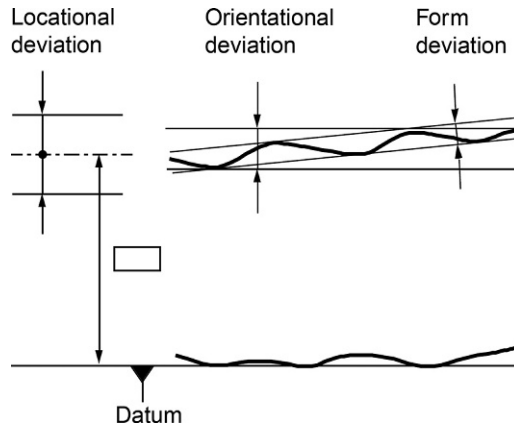 Locational
deviation
Orientational
deviation
Form
deviation
Datum